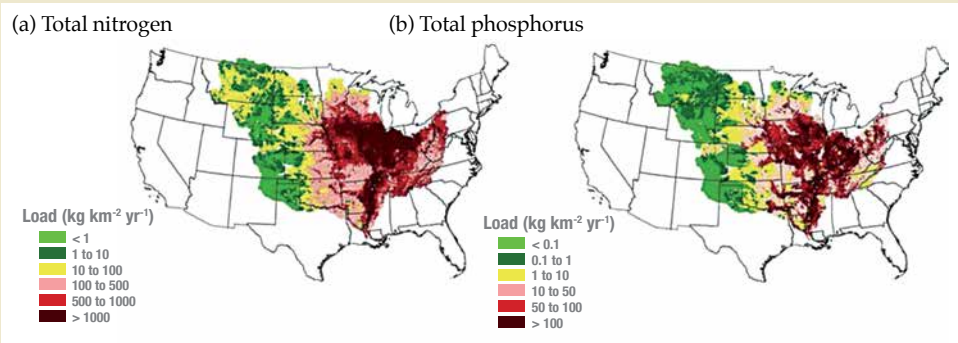 (a) Total nitrogen
(b) Total phosphorus
Load (kg km⁻² yr⁻¹)
< 1
1 to 10
10 to 100
100 to 500
500 to 1000
> 1000
Load (kg km⁻² yr⁻¹)
< 0.1
0.1 to 1
1 to 10
10 to 50
50 to 100
> 100